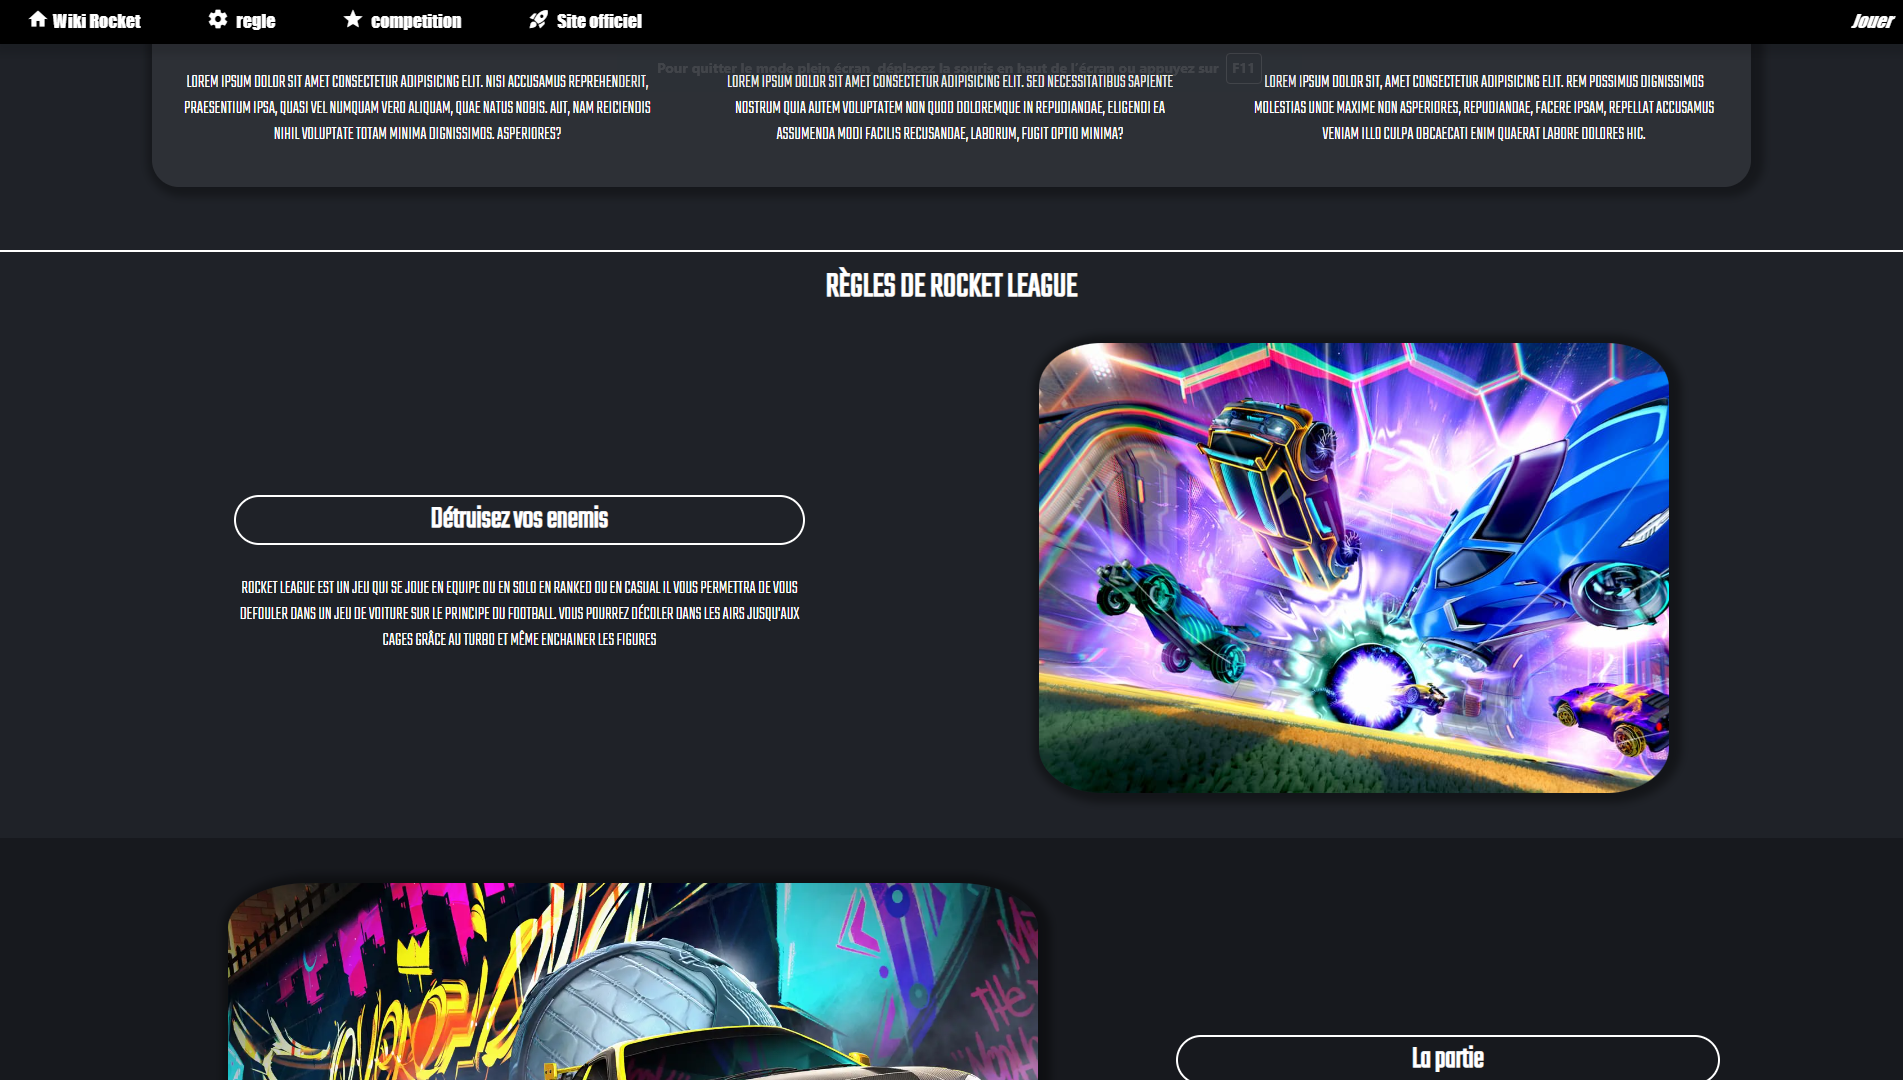 Wiki Rocket regle competition Site officiel Jouer
Pour quitter le mode plein écran, déplacez la souris en haut de l'écran ou appuyez sur F11
LOREM IPSUM DOLOR SIT AMET CONSECTETUR ADIPISICING ELIT. NISI ACCUSAMUS REPREHENDERIT,
PRAESENTIUM IPSA, QUASI VEL NUMQUAM VERO ALIQUAM, QUAE NATUS NOBIS. AUT, NAM REICIENDIS
NIHIL VOLUPTATE TOTAM MINIMA DIGNISSIMOS. ASPERIORES?
LOREM IPSUM DOLOR SIT AMET CONSECTETUR ADIPISICING ELIT. SED NECESSITATIBUS SAPIENTE
NOSTRUM QUIA AUTEM VOLUPTATEM NON QUOD DOLOREMQUE IN REPUDIANDAE, ELIGENDI EA
ASSUMENDA MODI FACILIS RECUSANDAE, LABORUM, FUGIT OPTIO MINIMA?
LOREM IPSUM DOLOR SIT, AMET CONSECTETUR ADIPISICING ELIT. REM POSSIMUS DIGNISSIMOS
MOLESTIAS UNDE MAXIME NON ASPERIORES, REPUDIANDAE, FACERE IPSAM, REPELLAT ACCUSAMUS
VENIAM ILLO CULPA OBCAECATI ENIM QUAERAT LABORE DOLORES HIC.
RÈGLES DE ROCKET LEAGUE
Détruisez vos enemis
ROCKET LEAGUE EST UN JEU QUI SE JOUE EN EQUIPE OU EN SOLO EN RANKED OU EN CASUAL IL VOUS PERMETTRA DE VOUS
DEFOULER DANS UN JEU DE VOITURE SUR LE PRINCIPE DU FOOTBALL. VOUS POURREZ DÉCOLER DANS LES AIRS JUSQU'AUX
CAGES GRÂCE AU TURBO ET MÊME ENCHAINER LES FIGURES
THE
La partie